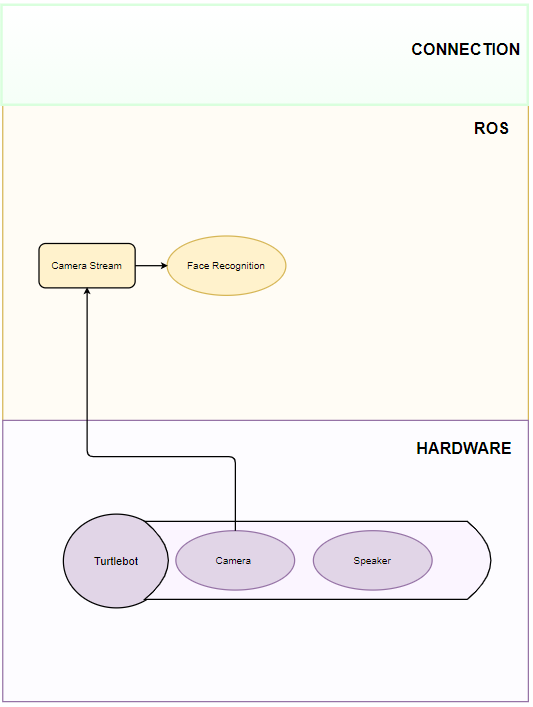 CONNECTION
ROS
Camera Stream
Face Recognition
HARDWARE
Turtlebot
Camera
Speaker